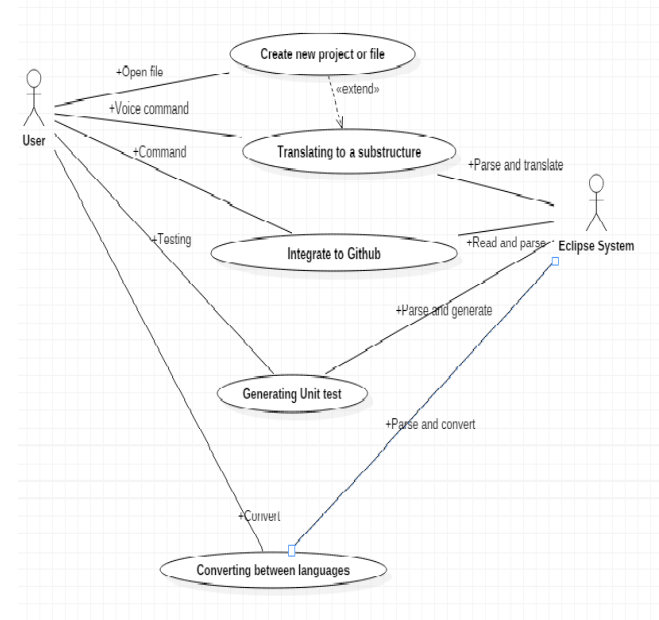 Create new project or file
+Open file
«extend»
+Voice command
User
+Command
Translating to a substructure
+Parse and translate
+Testing
Integrate to Github
+Read and parse
Eclipse System
+Parse and generate
Generating Unit test
+Parse and convert
+Convert
Converting between languages